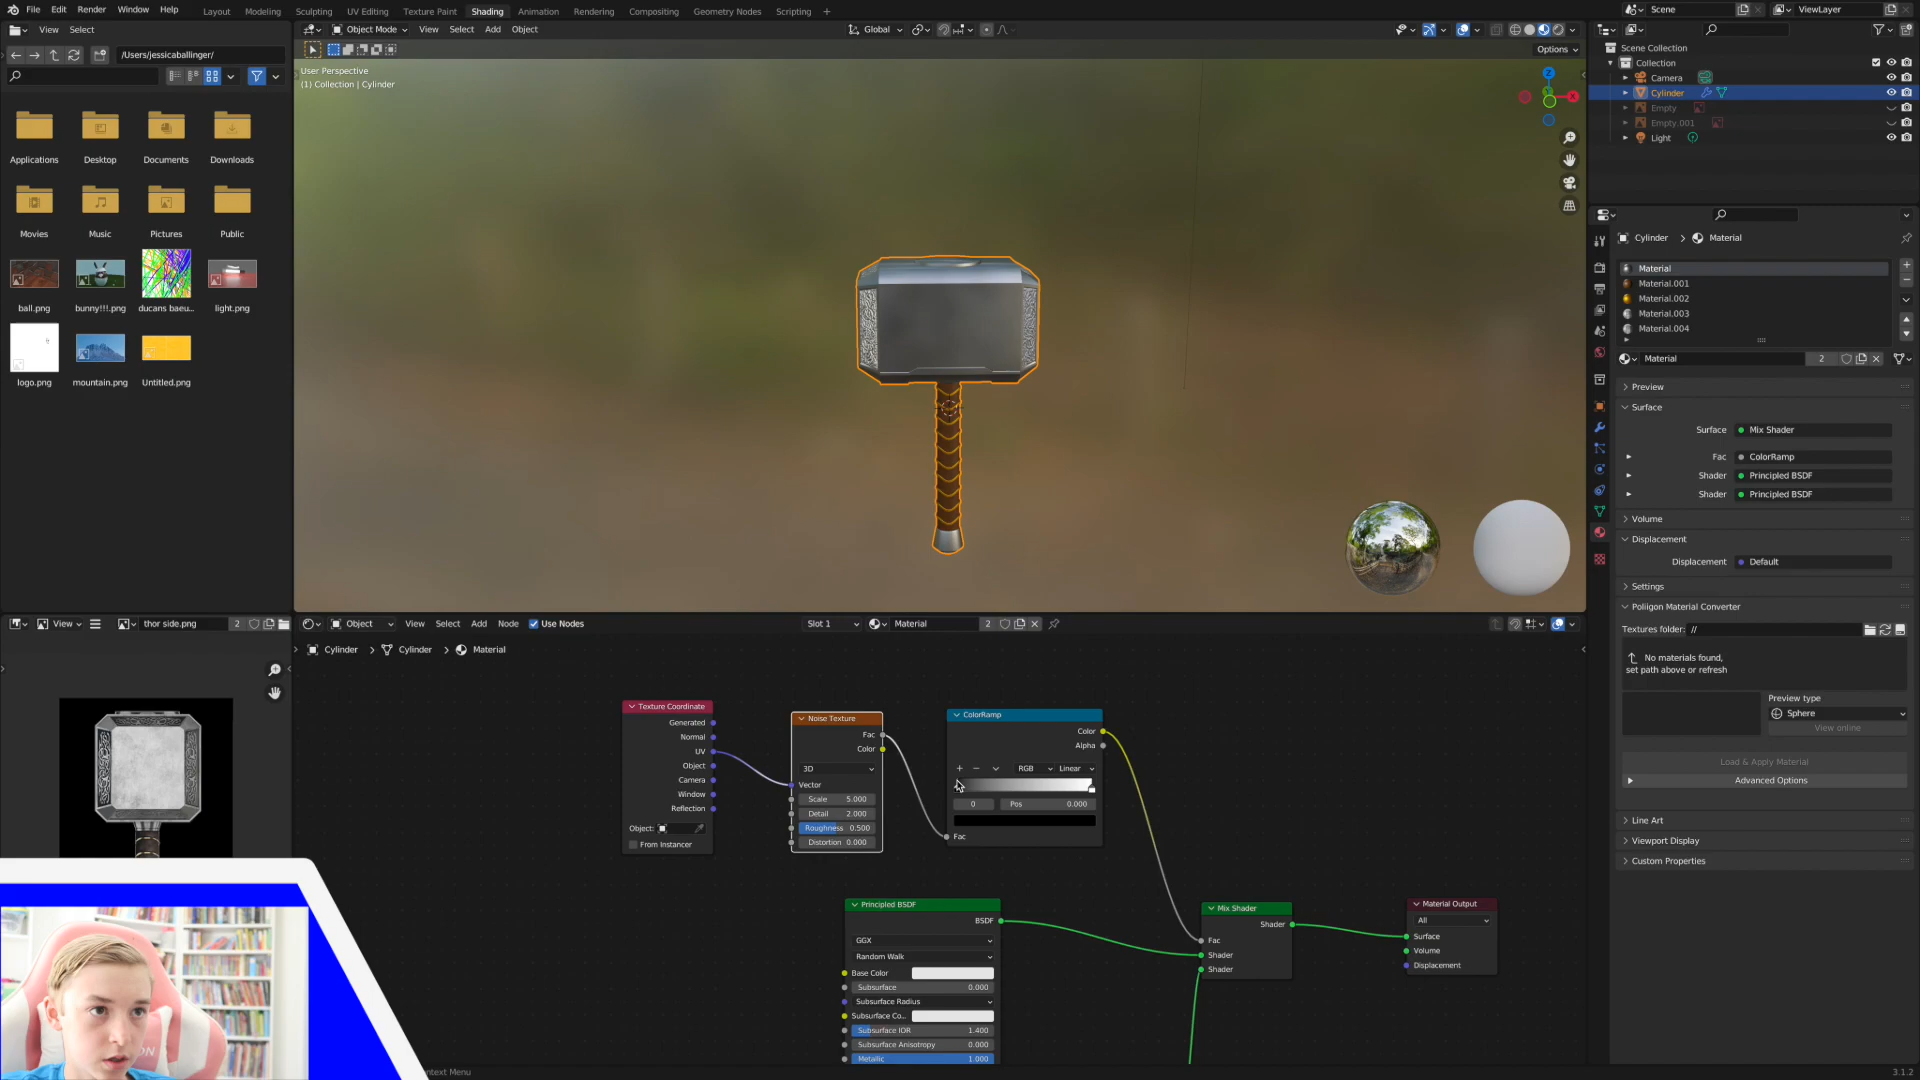 File Edit Render Window Help
Layout Modeling Sculpting UV Editing Texture Paint Shading Animation Rendering Compositing Geometry Nodes Scripting +
Scene
ViewLayer
View Select
/Users/jessicaballinger/
Applications Desktop Documents Downloads
Movies Music Pictures Public
ball.png bunny!!!.png ducans baeu... light.png
logo.png mountain.png Untitled.png
Object Mode View Select Add Object
Global
Options
User Perspective
(1) Collection | Cylinder
Z
Scene Collection
Collection
Camera
Cylinder
Empty
Empty.001
Light
Cylinder > Material
Material
Material.001
Material.002
Material.003
Material.004
Material 2
Preview
Surface
Surface Mix Shader
Fac ColorRamp
Shader Principled BSDF
Shader Principled BSDF
Volume
Displacement
Displacement Default
Settings
Poliigon Material Converter
Textures folder: //
No materials found,
set path above or refresh
Preview type
Sphere
View online
Load & Apply Material
Advanced Options
Line Art
Viewport Display
Custom Properties
View thor side.png 2
Object View Select Add Node Use Nodes Slot 1 Material 2
Cylinder > Cylinder > Material
Texture Coordinate
Generated
Normal
UV
Object
Camera
Window
Reflection
Object:
From Instancer
Noise Texture
Fac
Color
3D
Vector
Scale 5.000
Detail 2.000
Roughness 0.500
Distortion 0.000
ColorRamp
Color
Alpha
+ − RGB Linear
0 Pos 0.000
Fac
Principled BSDF
BSDF
GGX
Random Walk
Base Color
Subsurface 0.000
Subsurface Radius
Subsurface Co...
Subsurface IOR 1.400
Subsurface Anisotropy 0.000
Metallic 1.000
Mix Shader
Shader
Fac
Shader
Shader
Material Output
All
Surface
Volume
Displacement
ntext Menu
3.1.2